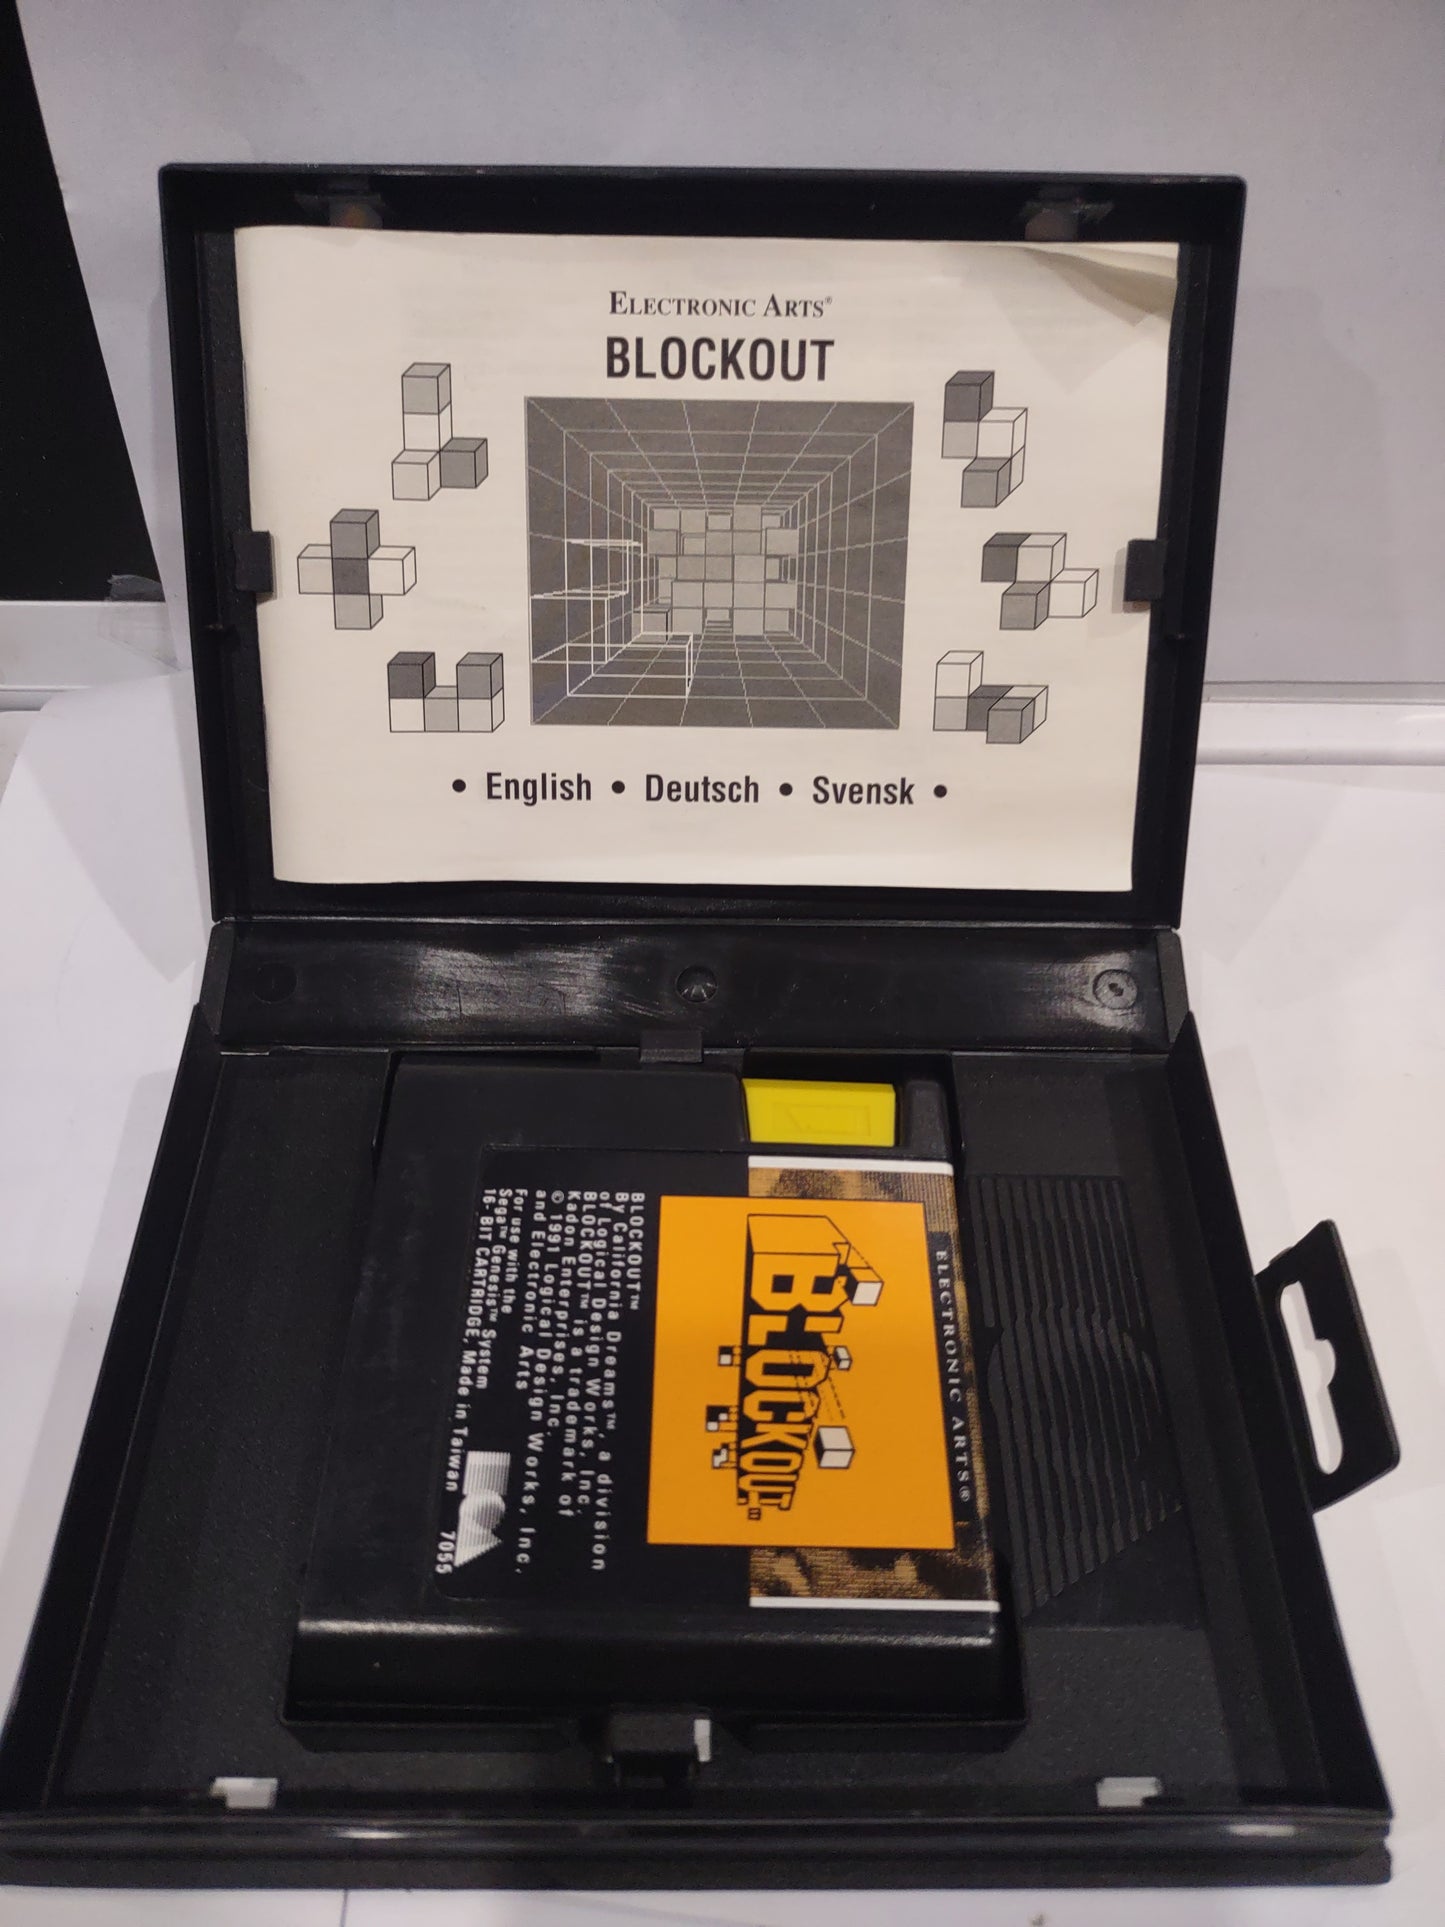 ELECTRONIC ARTS®
BLOCKOUT
• English • Deutsch • Svensk •
ELECTRONIC ARTS®
BLOCKOUT™
BLOCKOUT™
By California Dreams™, a division
of Logical Design Works, Inc.
BLOCKOUT™ is a trademark of
Kadon Enterprises, Inc.
© 1991 Logical Design Works, Inc,
and Electronic Arts
For use with the
Sega™ Genesis™ System
16-BIT CARTRIDGE, Made in Taiwan 7055